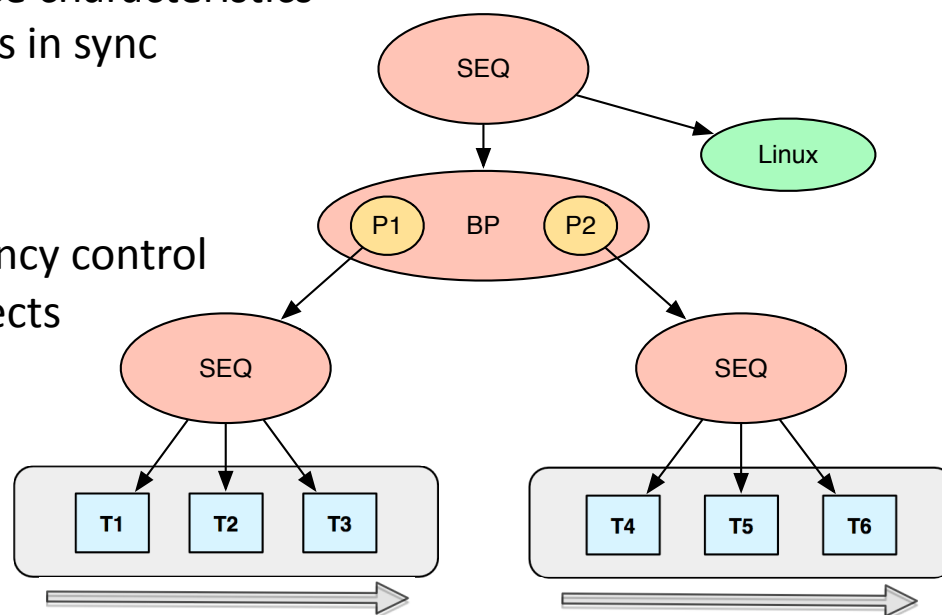 s in sync
SEQ
Linux
P1 BP P2
ncy control
ects
SEQ SEQ
T1 T2 T3 T4 T5 T6